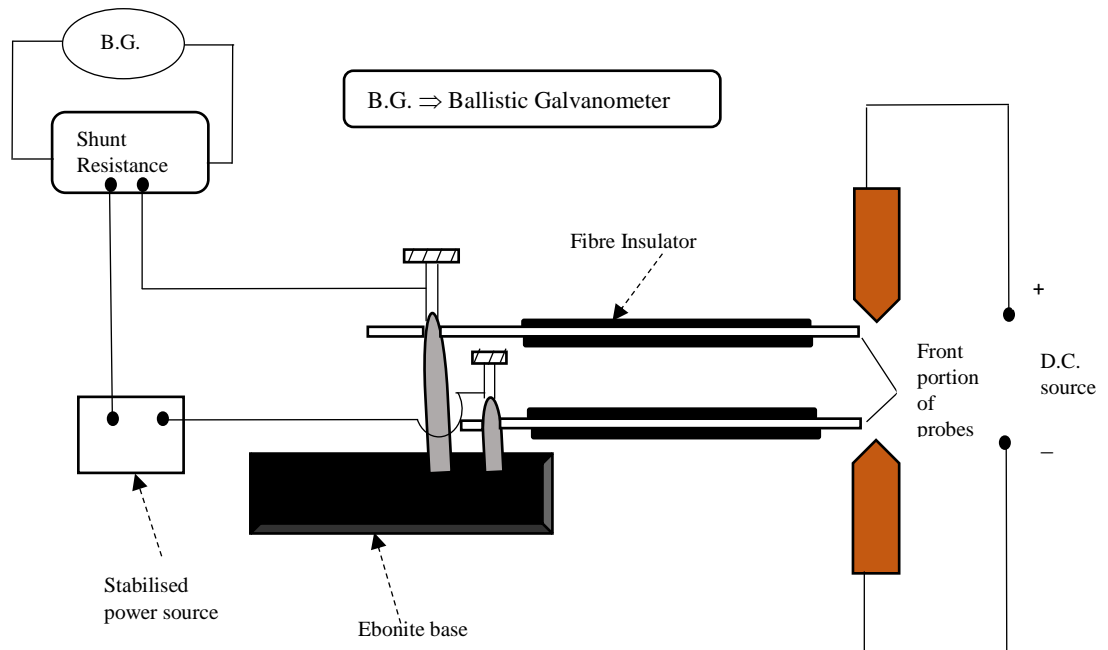 B.G.
B.G. ⇒ Ballistic Galvanometer
Shunt
Resistance
Fibre Insulator
+
Front
portion
of
probes
D.C.
source
–
Stabilised
power source
Ebonite base